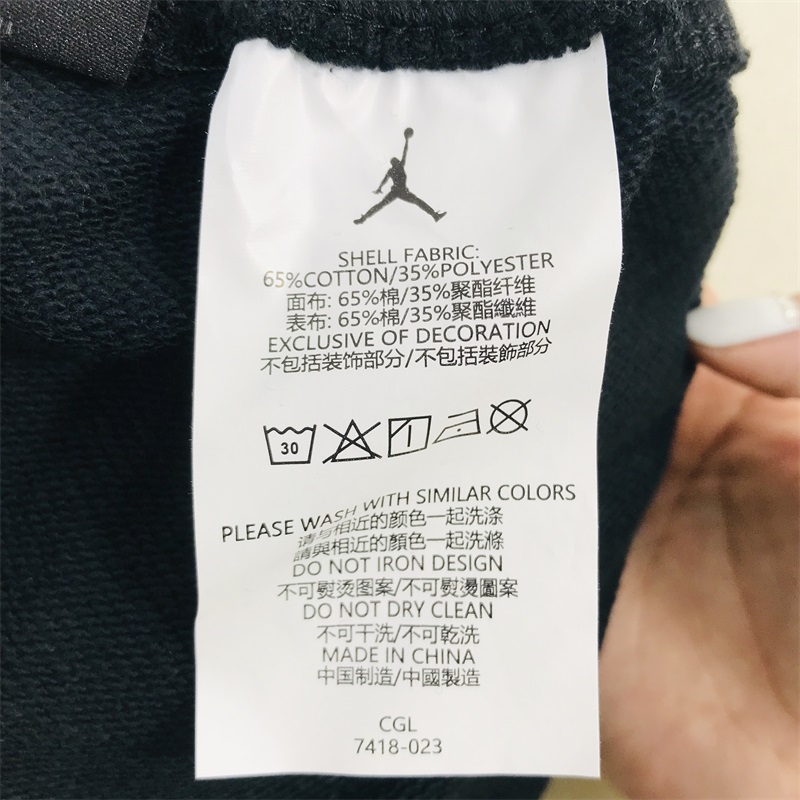 SHELL FABRIC:
65%COTTON/35%POLYESTER
面布: 65%棉/35%聚酯纤维
表布: 65%棉/35%聚酯纖維
EXCLUSIVE OF DECORATION
不包括装饰部分/不包括裝飾部分
30
PLEASE WASH WITH SIMILAR COLORS
请与相近的颜色一起洗涤
請與相近的顏色一起洗滌
DO NOT IRON DESIGN
不可熨烫图案/不可熨燙圖案
DO NOT DRY CLEAN
不可干洗/不可乾洗
MADE IN CHINA
中国制造/中國製造
CGL
7418-023